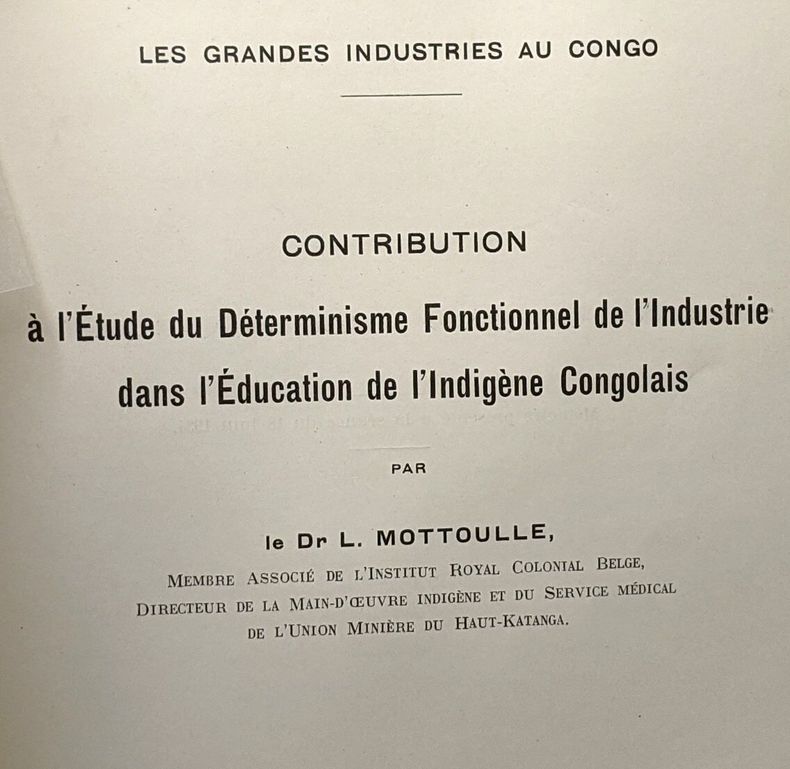 LES GRANDES INDUSTRIES AU CONGO
CONTRIBUTION
à l'Étude du Déterminisme Fonctionnel de l'Industrie
dans l'Éducation de l'Indigène Congolais
PAR
le Dr L. MOTTOULLE,
MEMBRE ASSOCIÉ DE L'INSTITUT ROYAL COLONIAL BELGE,
DIRECTEUR DE LA MAIN-D'ŒUVRE INDIGÈNE ET DU SERVICE MÉDICAL
DE L'UNION MINIÈRE DU HAUT-KATANGA.